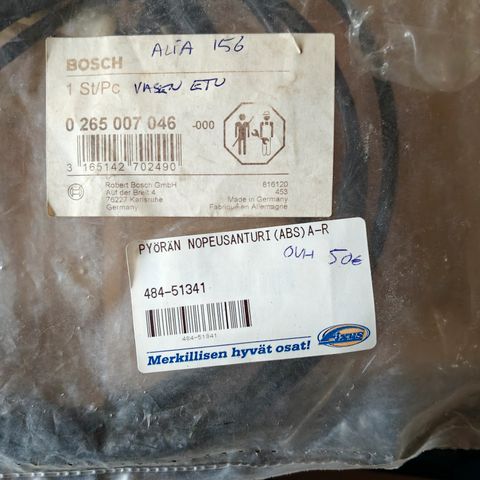 ALFA 156
BOSCH
1 St/Pc VASEN ETU
0 265 007 046 -000
3 165142 702490
Robert Bosch GmbH
Auf der Breit 4
76227 Karlsruhe
Germany
816120
453
Made in Germany
Fabriqué en Allemagne
PYÖRÄN NOPEUSANTURI(ABS)A-R
OVH 50€
484-51341
484-51341
Merkillisen hyvät osat!